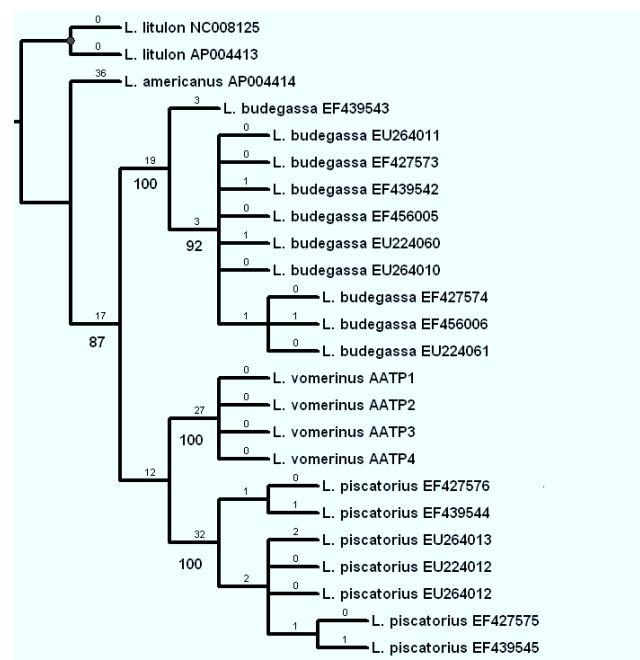 0
L. litulon NC008125
0
L. litulon AP004413
36
L. americanus AP004414
3
L. budegassa EF439543
0
L. budegassa EU264011
0
L. budegassa EF427573
19
100
1
L. budegassa EF439542
0
L. budegassa EF456005
3
92
1
L. budegassa EU224060
0
L. budegassa EU264010
0
L. budegassa EF427574
17
87
1
1
L. budegassa EF456006
0
L. budegassa EU224061
0
L. vomerinus AATP1
0
L. vomerinus AATP2
27
100
0
L. vomerinus AATP3
0
L. vomerinus AATP4
12
0
L. piscatorius EF427576
1
1
L. piscatorius EF439544
32
100
2
L. piscatorius EU264013
0
L. piscatorius EU224012
2
0
L. piscatorius EU264012
0
L. piscatorius EF427575
1
1
L. piscatorius EF439545